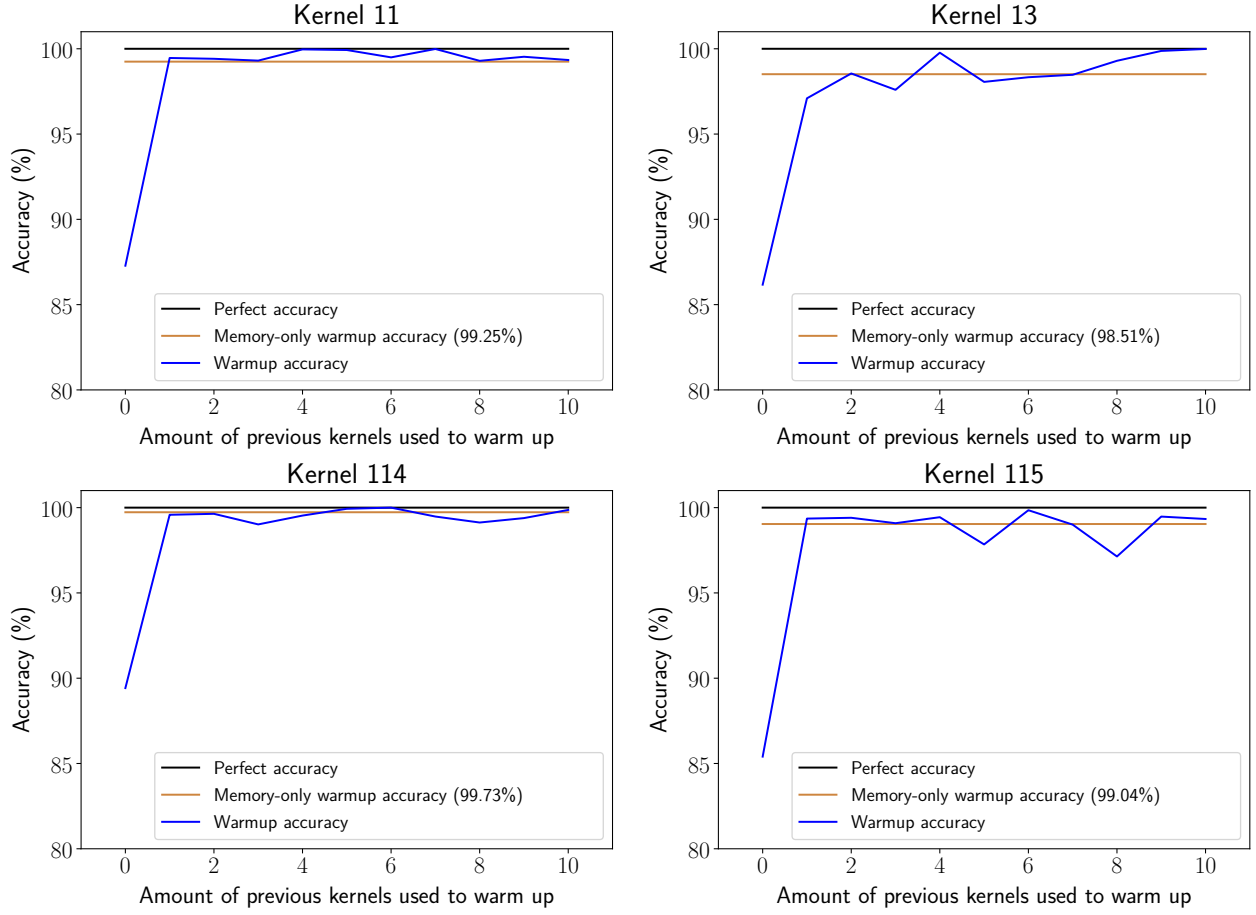 Kernel 11
Accuracy (%)
100
95
90
85
80
Perfect accuracy
Memory-only warmup accuracy (99.25%)
Warmup accuracy
0 2 4 6 8 10
Amount of previous kernels used to warm up
Kernel 13
Accuracy (%)
100
95
90
85
80
Perfect accuracy
Memory-only warmup accuracy (98.51%)
Warmup accuracy
0 2 4 6 8 10
Amount of previous kernels used to warm up
Kernel 114
Accuracy (%)
100
95
90
85
80
Perfect accuracy
Memory-only warmup accuracy (99.73%)
Warmup accuracy
0 2 4 6 8 10
Amount of previous kernels used to warm up
Kernel 115
Accuracy (%)
100
95
90
85
80
Perfect accuracy
Memory-only warmup accuracy (99.04%)
Warmup accuracy
0 2 4 6 8 10
Amount of previous kernels used to warm up